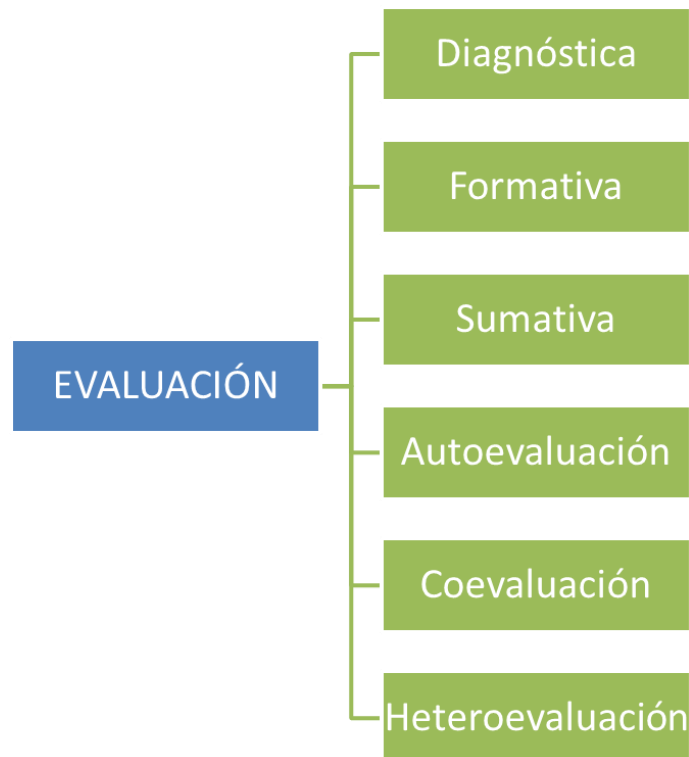 Diagnóstica
Formativa
Sumativa
EVALUACIÓN
Autoevaluación
Coevaluación
Heteroevaluación